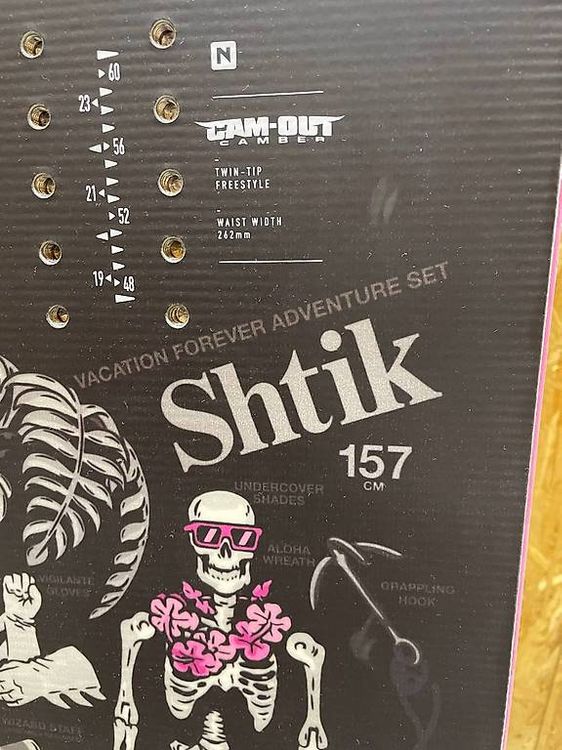 N
60
23
56
21
52
19
48
CAM-OUT
CAMBER
TWIN-TIP
FREESTYLE
WAIST WIDTH
262mm
VACATION FOREVER ADVENTURE SET
Shtik
157
CM
UNDERCOVER
SHADES
ALOHA
WREATH
GRAPPLING
HOOK
VIGILANTE
GLOVES
WIZARD STAFF